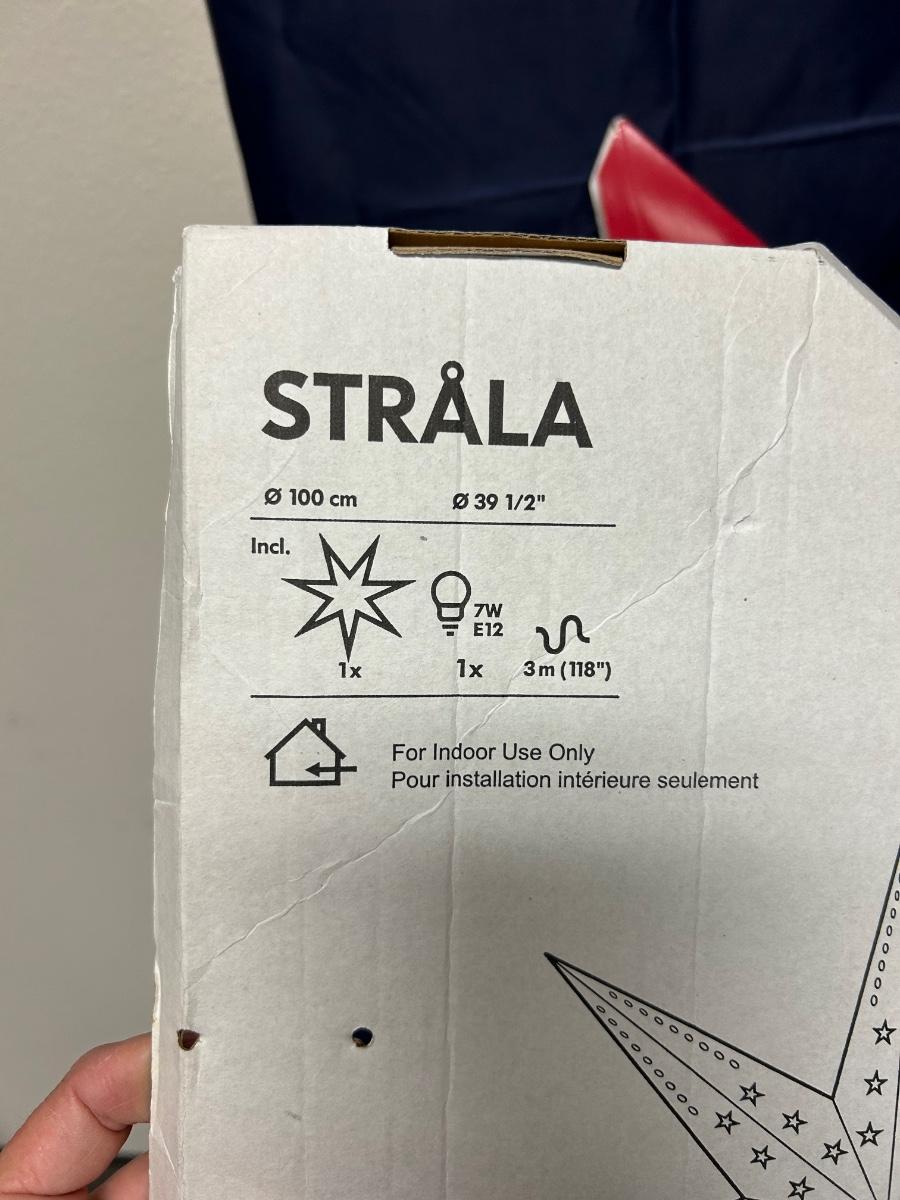 STRÅLA
Ø 100 cm Ø 39 1/2"
Incl.
7W
E12
1x 1x 3 m (118")
For Indoor Use Only
Pour installation intérieure seulement